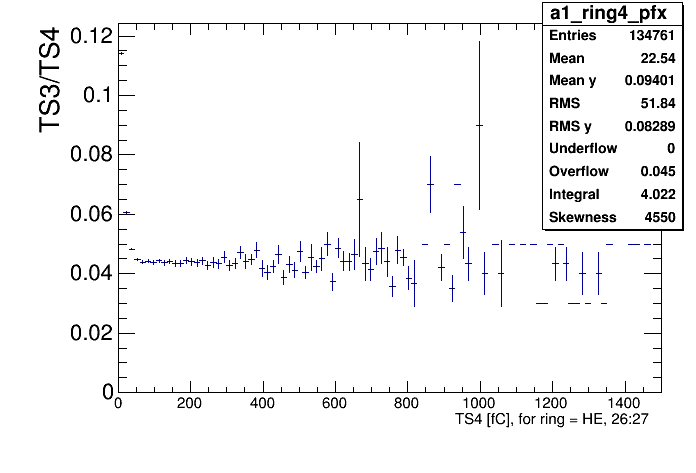 a1_ring4_pfx
Entries 134761
Mean 22.54
Mean y 0.09401
RMS 51.84
RMS y 0.08289
Underflow 0
Overflow 0.045
Integral 4.022
Skewness 4550
TS3/TS4
0.12
0.1
0.08
0.06
0.04
0.02
0
0 200 400 600 800 1000 1200 1400
TS4 [fC], for ring = HE, 26:27